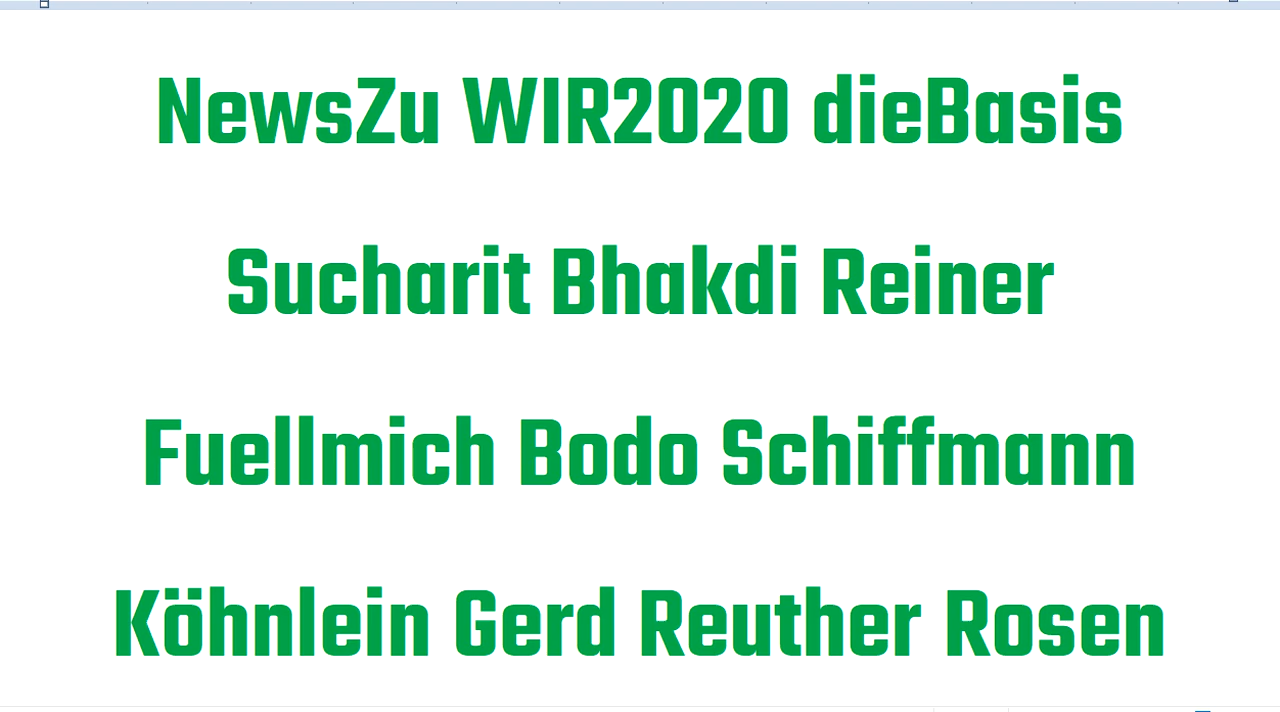 NewsZu WIR2020 dieBasis
Sucharit Bhakdi Reiner
Fuellmich Bodo Schiffmann
Köhnlein Gerd Reuther Rosen